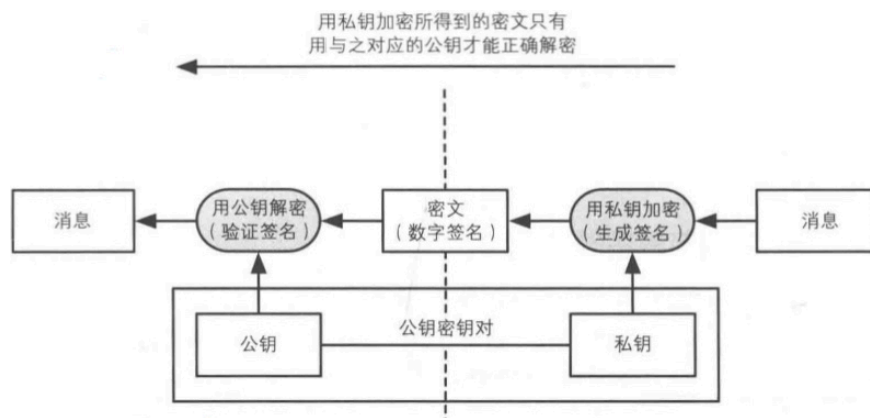 用私钥加密所得到的密文只有
用与之对应的公钥才能正确解密
消息
用公钥解密
（验证签名）
密文
（数字签名）
用私钥加密
（生成签名）
消息
公钥
公钥密钥对
私钥